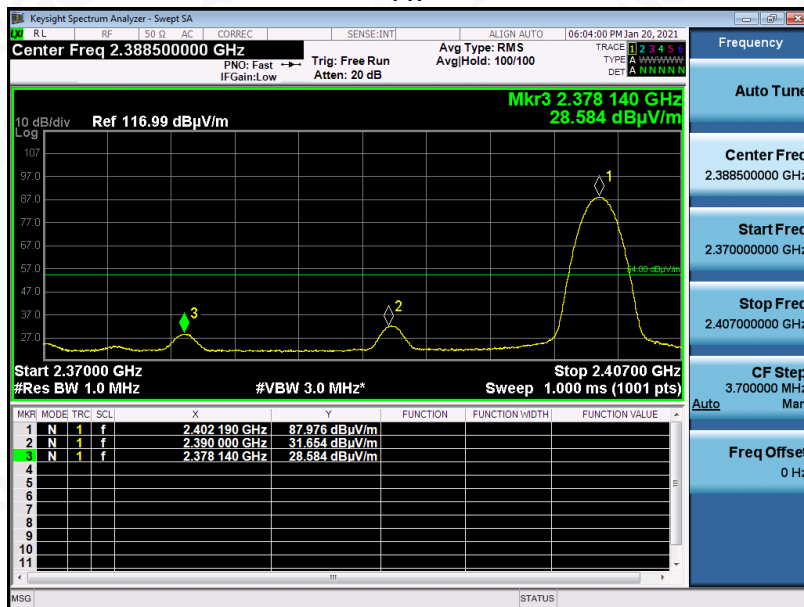 Keysight Spectrum Analyzer - Swept SA
RL RF 50 Ω AC CORREC SENSE:INT ALIGN AUTO 06:04:00 PM Jan 20, 2021
Center Freq 2.388500000 GHz
PNO: Fast
IFGain:Low
Trig: Free Run
Atten: 20 dB
Avg Type: RMS
Avg|Hold: 100/100
TRACE 1 2 3 4 5 6
TYPE A WWWWW
DET A N N N N N
Mkr3 2.378 140 GHz
28.584 dBµV/m
10 dB/div Ref 116.99 dBµV/m
Log
107
97.0
87.0
77.0
67.0
57.0
47.0
37.0
27.0
1
2
3
54.00 dBµV/m
Start 2.37000 GHz Stop 2.40700 GHz
#Res BW 1.0 MHz #VBW 3.0 MHz* Sweep 1.000 ms (1001 pts)
MKR MODE TRC SCL X Y FUNCTION FUNCTION WIDTH FUNCTION VALUE
1 N 1 f 2.402 190 GHz 87.976 dBµV/m
2 N 1 f 2.390 000 GHz 31.654 dBµV/m
3 N 1 f 2.378 140 GHz 28.584 dBµV/m
4
5
6
7
8
9
10
11
MSG STATUS
Frequency
Auto Tune
Center Freq
2.388500000 GHz
Start Freq
2.370000000 GHz
Stop Freq
2.407000000 GHz
CF Step
3.700000 MHz
Auto Man
Freq Offset
0 Hz